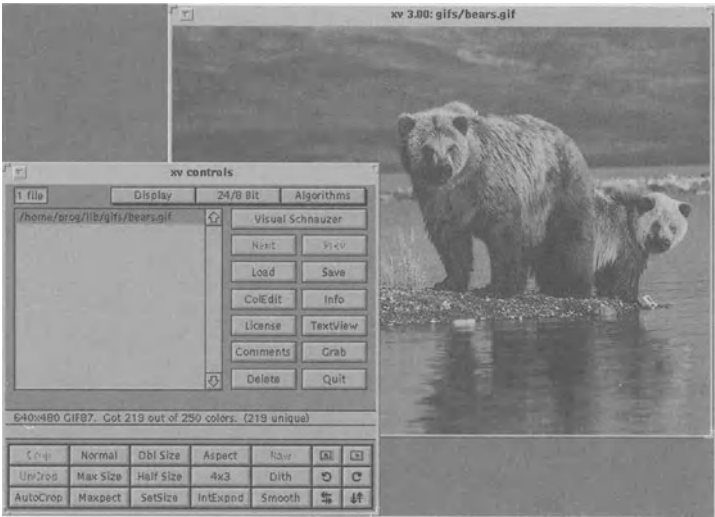 xv 3.00: gifs/bears.gif
xv controls
1 file
Display 24/8 Bit Algorithms
/home/prog/lib/gifs/bears.gif
Visual Schnauzer
Next Prev
Load Save
ColEdit Info
License TextView
Comments Grab
Delete Quit
640x480 GIF87. Got 219 out of 250 colors. (219 unique)
Crop Normal Dbl Size Aspect Raw
UnCrop Max Size Half Size 4x3 Dith
AutoCrop Maxpect SetSize IntExpnd Smooth